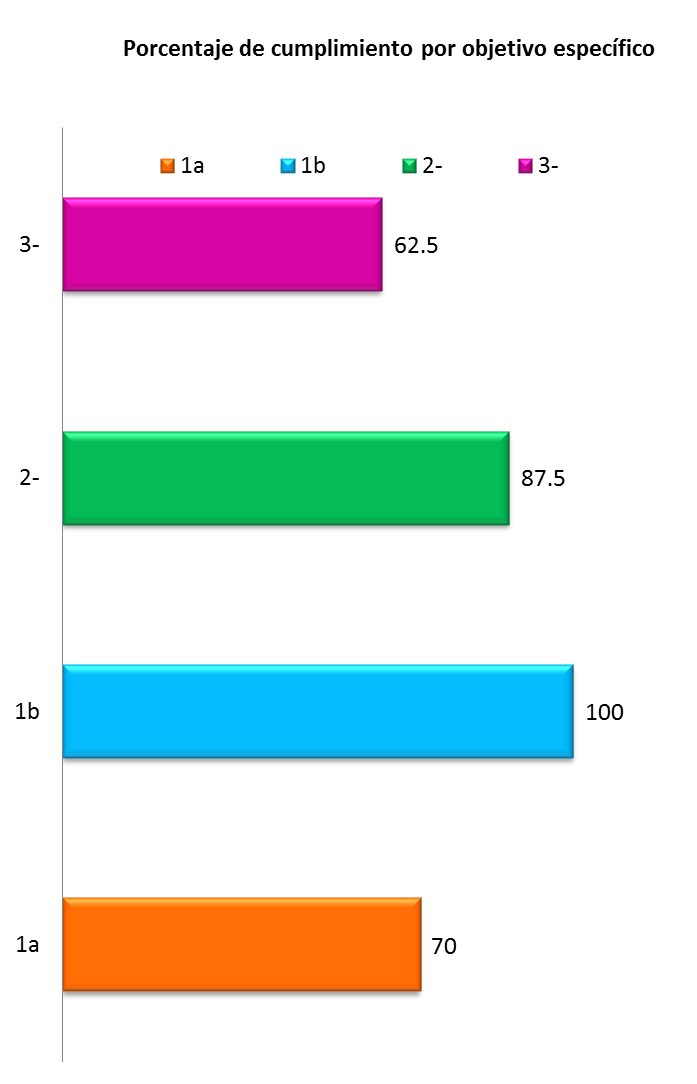 Porcentaje de cumplimiento por objetivo específico
1a 1b 2- 3-
3- 62.5
2- 87.5
1b 100
1a 70